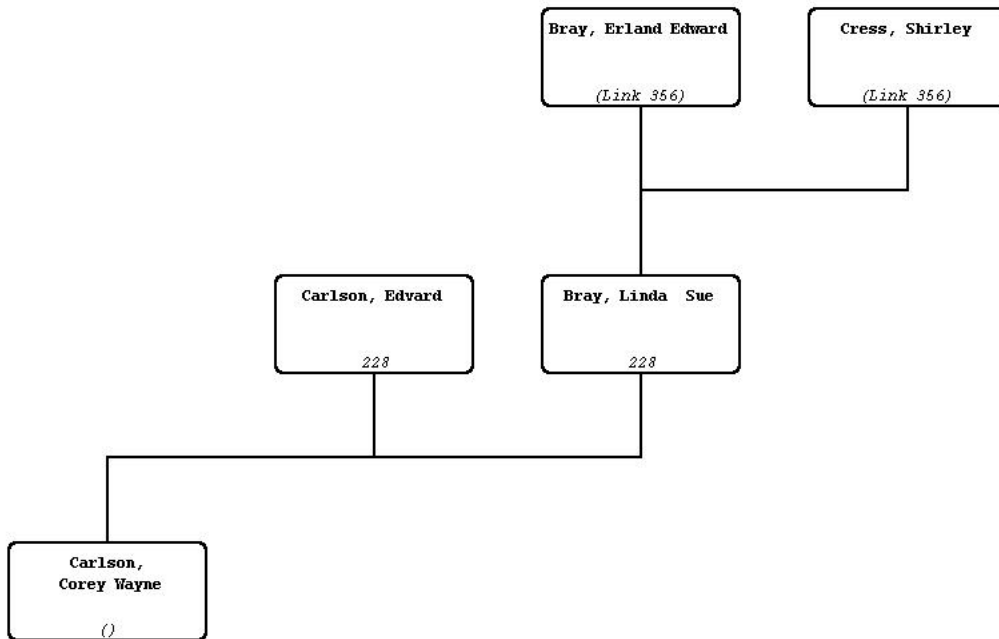 Bray, Erland Edward
(Link 356)
Cress, Shirley
(Link 356)
Carlson, Edvard
228
Bray, Linda  Sue
228
Carlson,
Corey Wayne
()